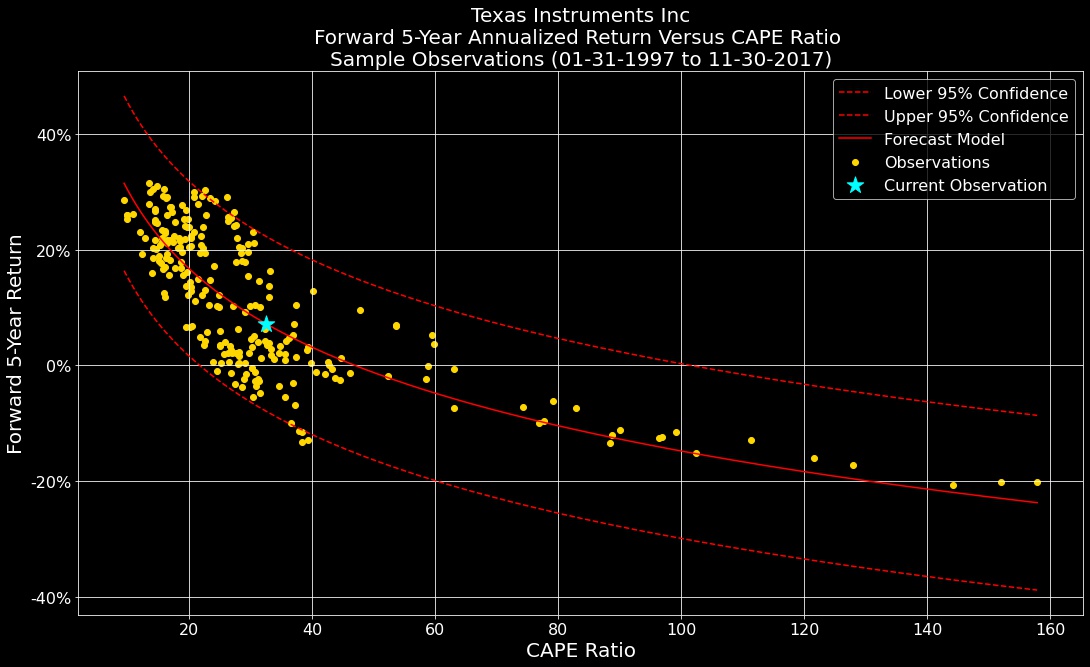 Texas Instruments Inc
Forward 5-Year Annualized Return Versus CAPE Ratio
Sample Observations (01-31-1997 to 11-30-2017)
Lower 95% Confidence
Upper 95% Confidence
Forecast Model
Observations
Current Observation
Forward 5-Year Return
40%
20%
0%
-20%
-40%
20 40 60 80 100 120 140 160
CAPE Ratio